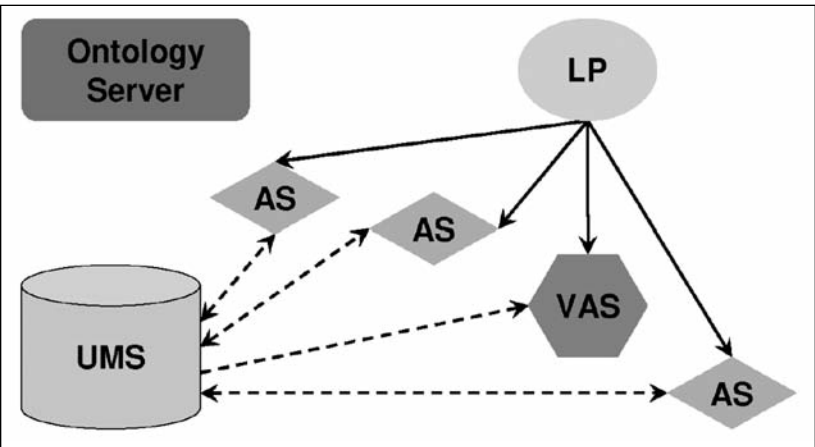 Ontology
Server
LP
AS
AS
VAS
UMS
AS